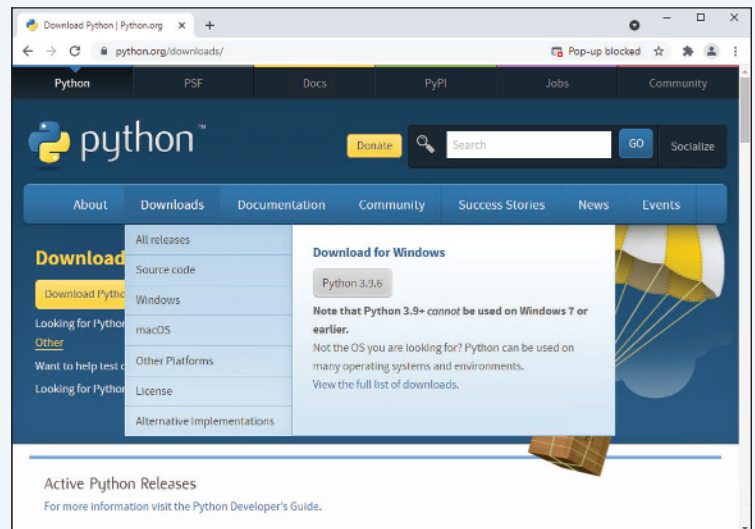 Download Python | Python.org
python.org/downloads/
Pop-up blocked
Python
PSF
Docs
PyPI
Jobs
Community
python™
Donate
Search
GO
Socialize
About
Downloads
Documentation
Community
Success Stories
News
Events
Download
Download
Looking for
Other
Want to help test
Looking for
All releases
Source code
Windows
macOS
Other Platforms
License
Alternative Implementations
Download for Windows
Python 3.9.6
Note that Python 3.9+ cannot be used on Windows 7 or
earlier.
Not the OS you are looking for? Python can be used on
many operating systems and environments.
View the full list of downloads.
Active Python Releases
For more information visit the Python Developer's Guide.